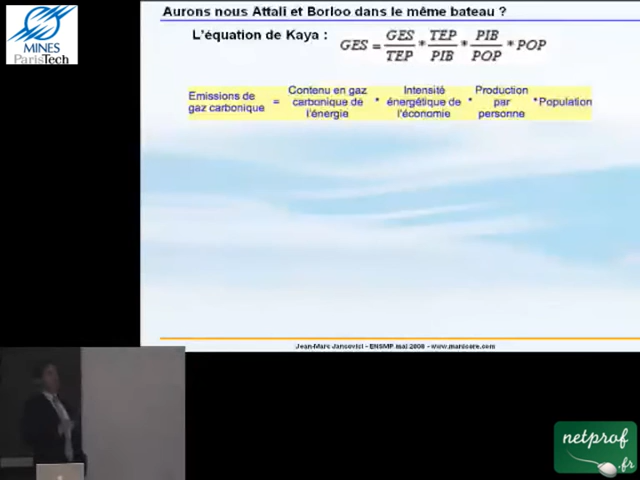 Aurons nous Attali et Borloo dans le même bateau ?
MINES
ParisTech
L'équation de Kaya : GES = GES/TEP * TEP/PIB * PIB/POP * POP
Emissions de gaz carbonique = Contenu en gaz carbonique de l'énergie * Intensité énergétique de l'économie * Production par personne * Population
Jean-Marc Jancovici - ENSMP mai 2008 - www.manicore.com
netprof
.fr